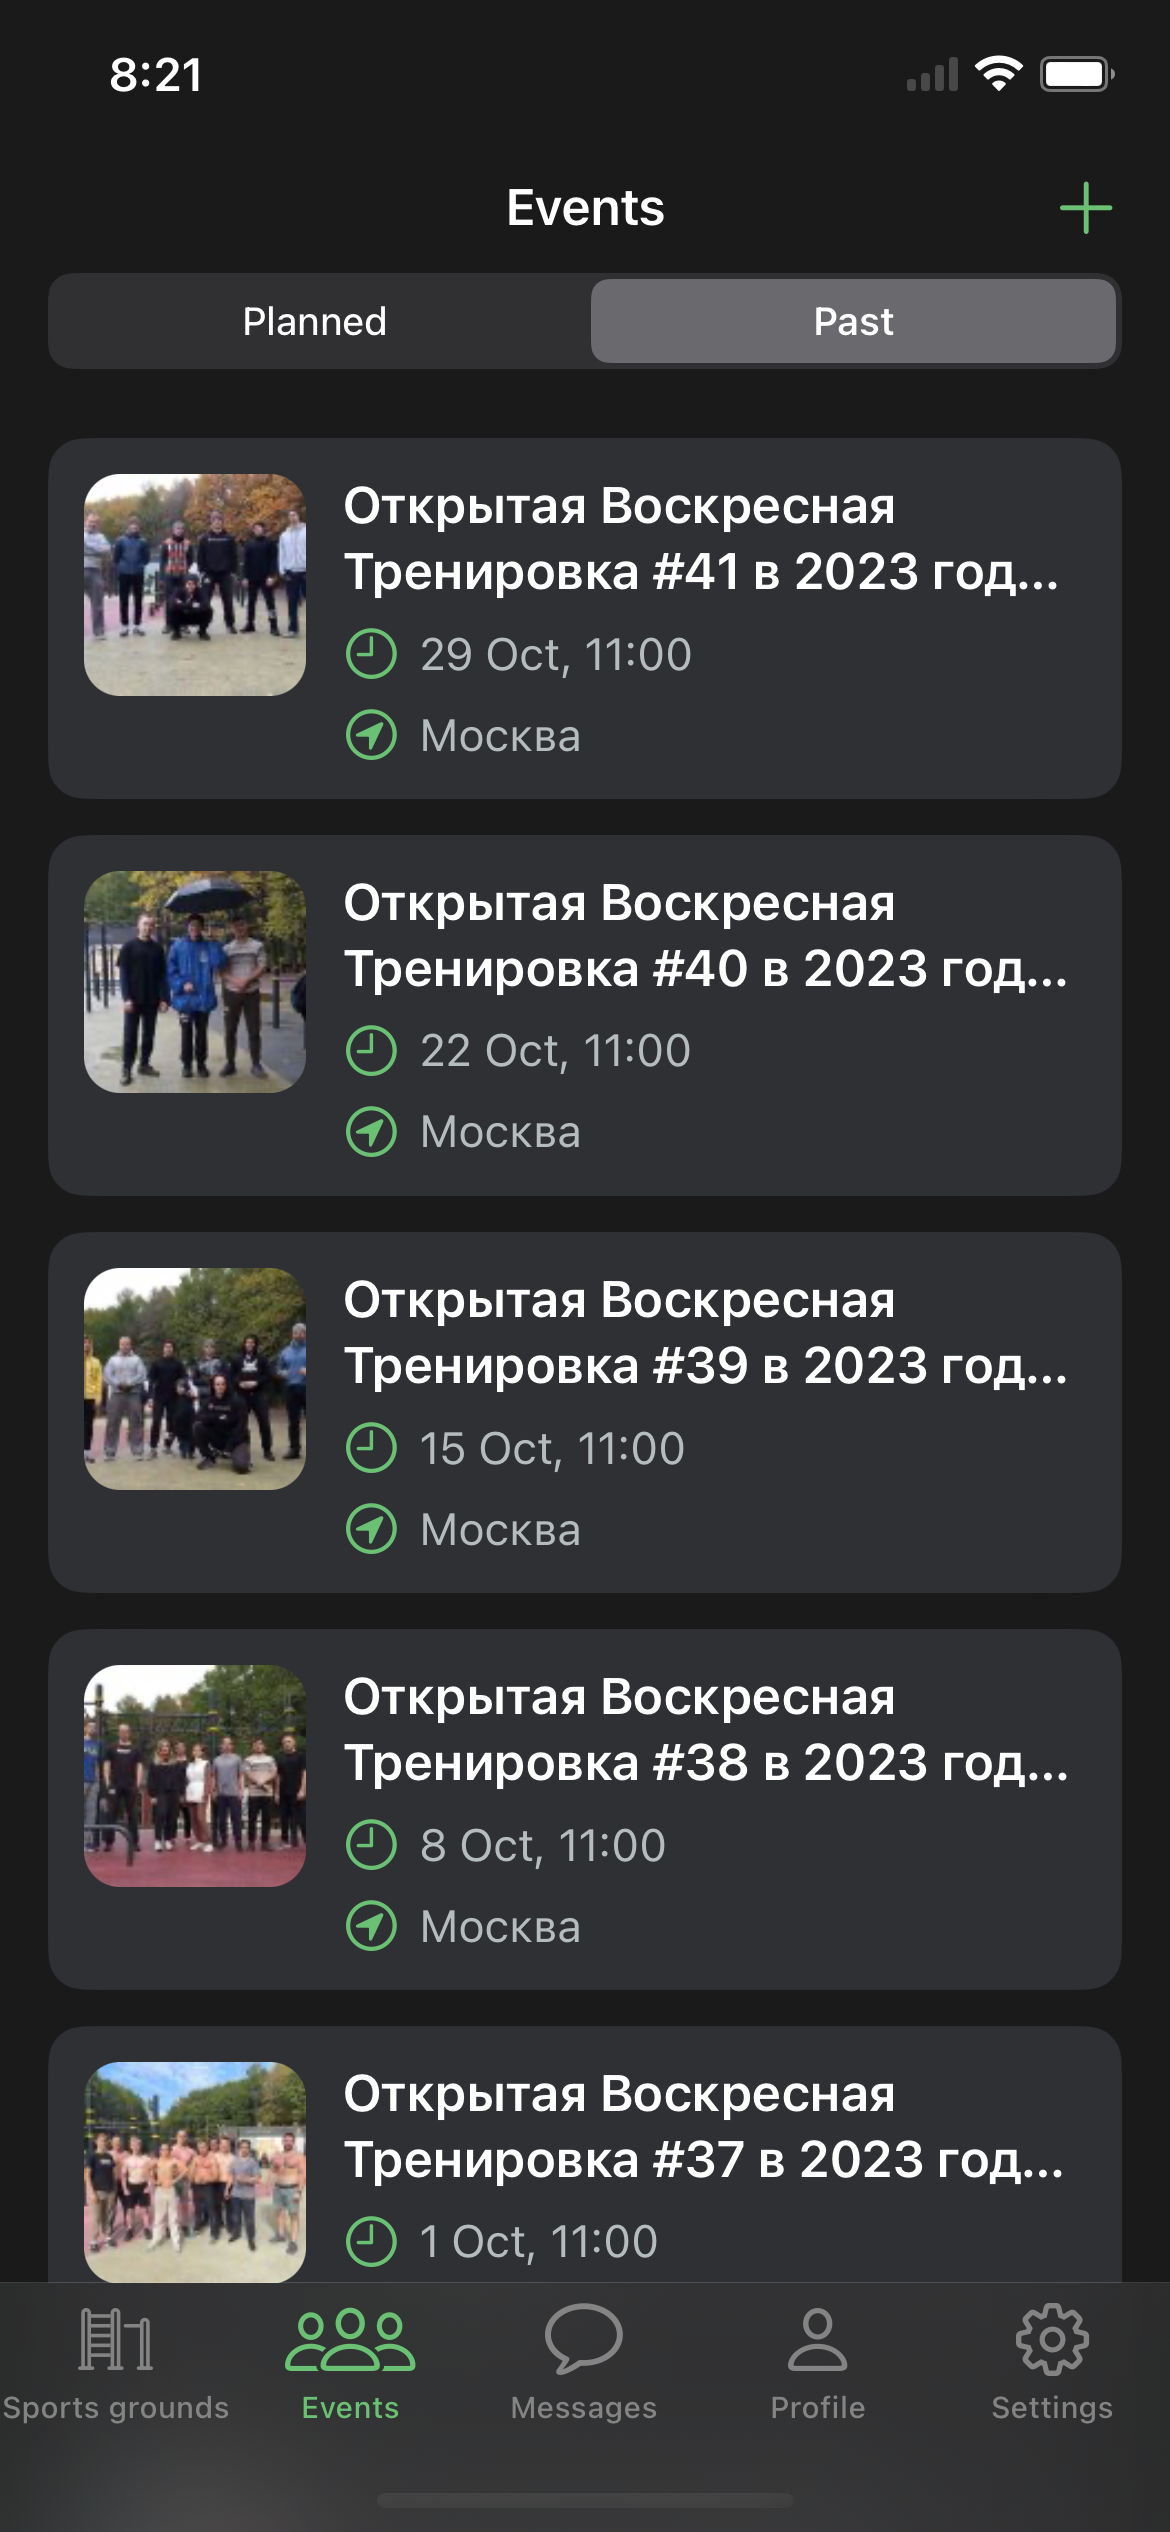 8:21
Events
Planned
Past
Открытая Воскресная
Тренировка #41 в 2023 год...
29 Oct, 11:00
Москва
Открытая Воскресная
Тренировка #40 в 2023 год...
22 Oct, 11:00
Москва
Открытая Воскресная
Тренировка #39 в 2023 год...
15 Oct, 11:00
Москва
Открытая Воскресная
Тренировка #38 в 2023 год...
8 Oct, 11:00
Москва
Открытая Воскресная
Тренировка #37 в 2023 год...
1 Oct, 11:00
Sports grounds
Events
Messages
Profile
Settings